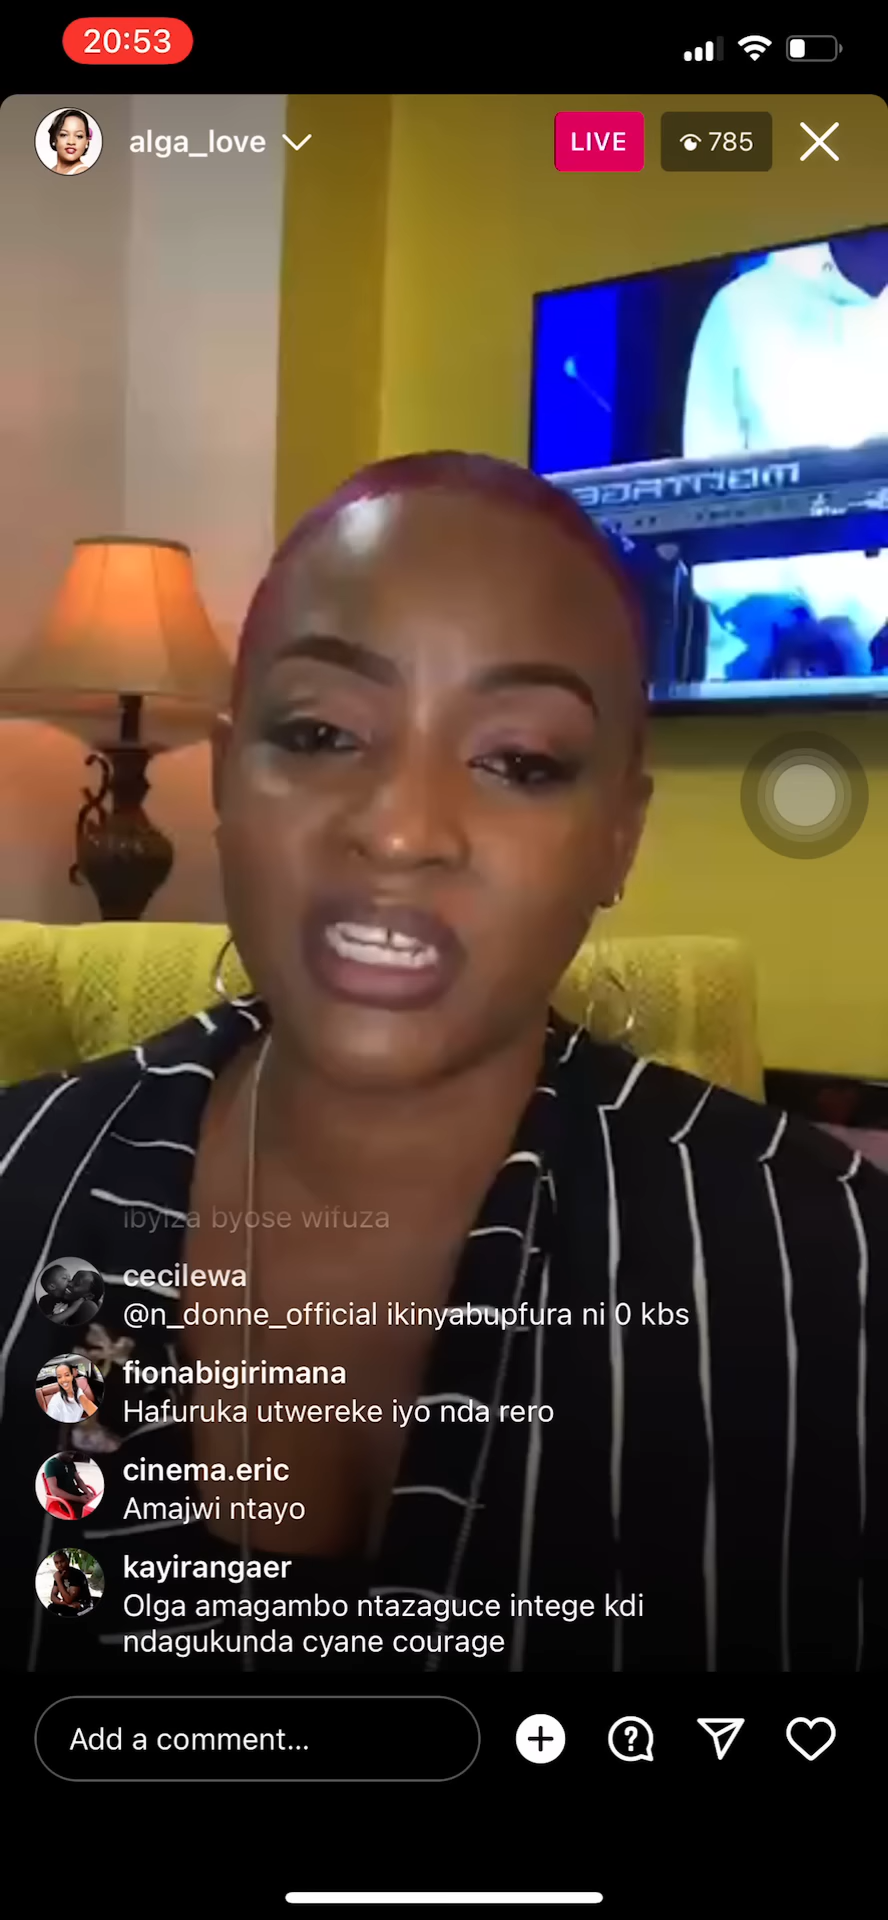 20:53
alga_love
LIVE
785
ibyiza byose wifuza
cecilewa
@n_donne_official ikinyabupfura ni 0 kbs
fionabigirimana
Hafuruka utwereke iyo nda rero
cinema.eric
Amajwi ntayo
kayirangaer
Olga amagambo ntazaguce intege kdi
ndagukunda cyane courage
Add a comment...